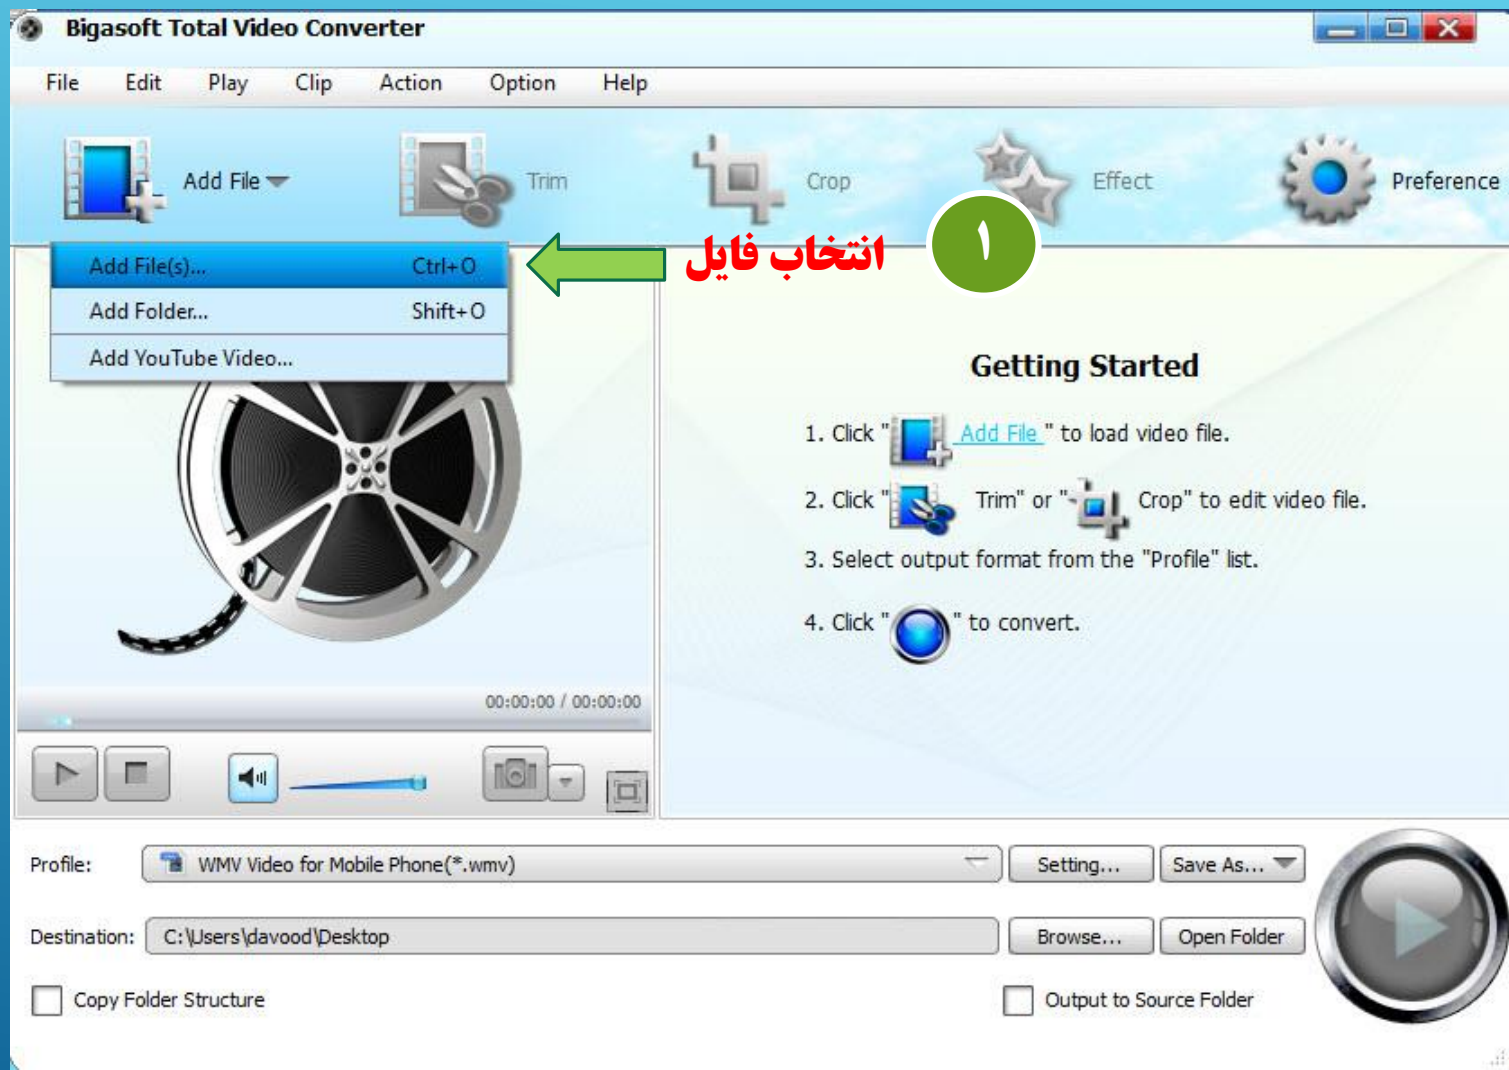 Bigasoft Total Video Converter
File Edit Play Clip Action Option Help
Add File Trim Crop Effect Preference
Add File(s)... Ctrl+O
Add Folder... Shift+O
Add YouTube Video...
انتخاب فایل
۱
Getting Started
1. Click " Add File " to load video file.
2. Click " Trim" or " Crop" to edit video file.
3. Select output format from the "Profile" list.
4. Click " " to convert.
00:00:00 / 00:00:00
Profile: WMV Video for Mobile Phone(*.wmv) Setting... Save As...
Destination: C:\Users\davood\Desktop Browse... Open Folder
Copy Folder Structure Output to Source Folder